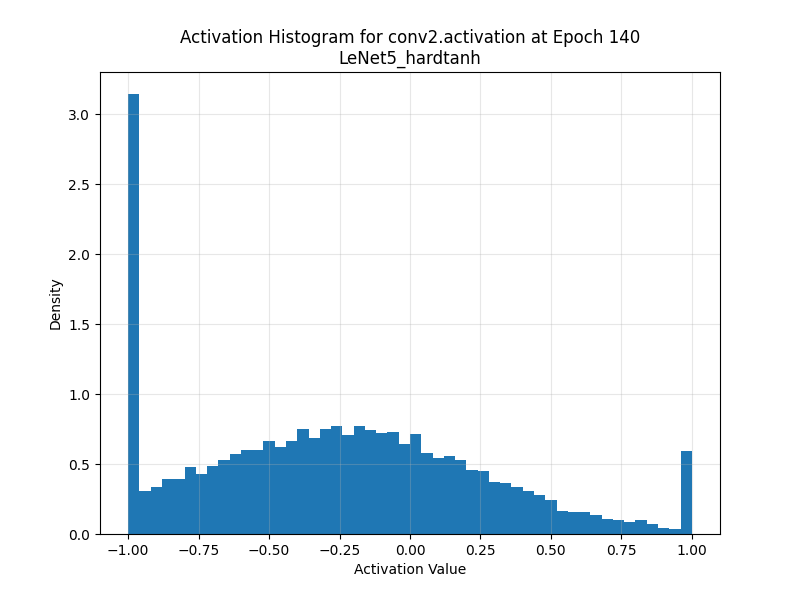 Activation Histogram for conv2.activation at Epoch 140
LeNet5_hardtanh
3.0
2.5
2.0
1.5
1.0
0.5
0.0
Density
−1.00 −0.75 −0.50 −0.25 0.00 0.25 0.50 0.75 1.00
Activation Value